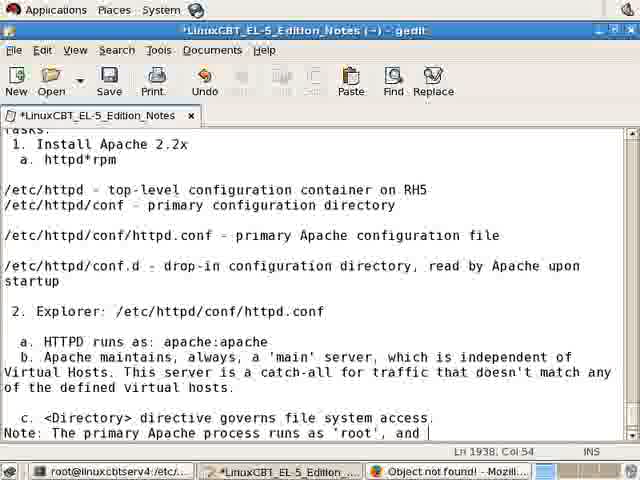 Applications Places System
*LinuxCBT_EL-5_Edition_Notes (~) - gedit
File Edit View Search Tools Documents Help
New Open Save Print. Undo Paste Find Replace
*LinuxCBT_EL-5_Edition_Notes
Tasks:
1. Install Apache 2.2x
a. httpd*rpm
/etc/httpd - top-level configuration container on RH5
/etc/httpd/conf - primary configuration directory
/etc/httpd/conf/httpd.conf - primary Apache configuration file
/etc/httpd/conf.d - drop-in configuration directory, read by Apache upon
startup
2. Explorer: /etc/httpd/conf/httpd.conf
a. HTTPD runs as: apache:apache
b. Apache maintains, always, a 'main' server, which is independent of
Virtual Hosts. This server is a catch-all for traffic that doesn't match any
of the defined virtual hosts.
c. <Directory> directive governs file system access.
Note: The primary Apache process runs as 'root', and
Ln 1938, Col 54 INS
root@linuxcbtserv4:/etc/... *LinuxCBT_EL-5_Edition_... Object not found! - Mozill...